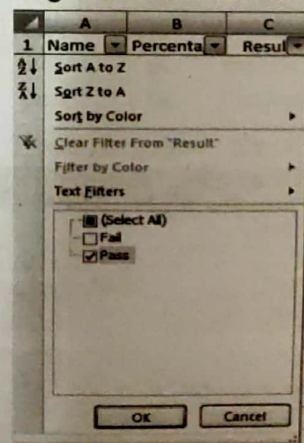 A B C
1 Name Percenta Resul
Sort A to Z
Sort Z to A
Sort by Color
Clear Filter From "Result"
Filter by Color
Text Filters
(Select All)
Fail
Pass
OK Cancel